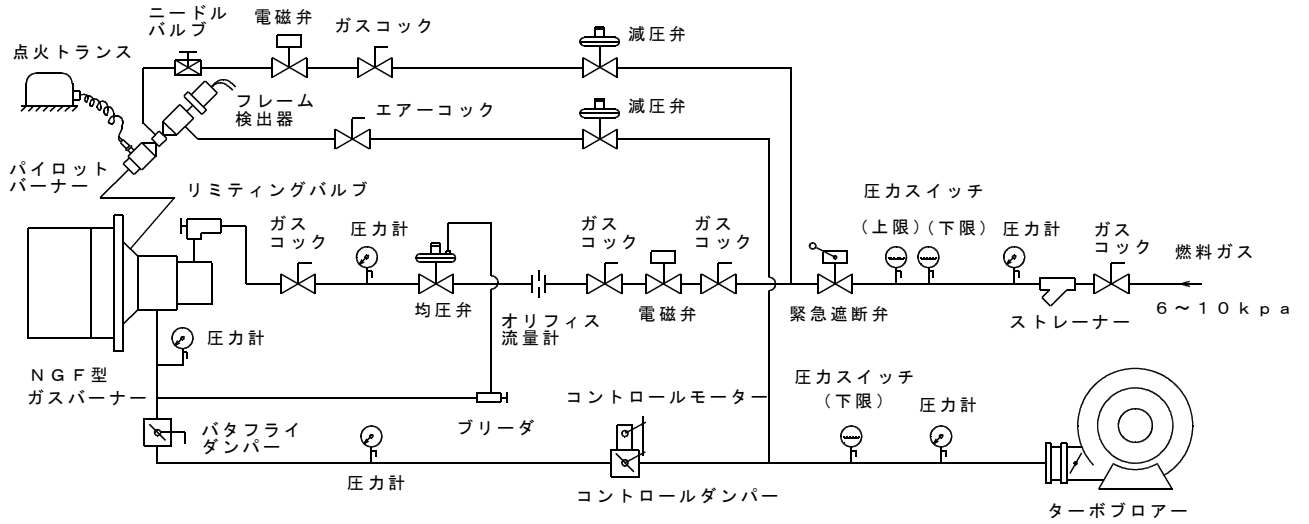 ニードル
バルブ
電磁弁
ガスコック
減圧弁
点火トランス
フレーム
検出器
エアーコック
減圧弁
パイロット
バーナー
リミティングバルブ
ガス
コック
圧力計
ガス
コック
ガス
コック
圧力スイッチ
(上限)(下限)
圧力計
ガス
コック
燃料ガス
均圧弁
オリフィス
流量計
電磁弁
緊急遮断弁
ストレーナー
6～10kpa
圧力計
NGF型
ガスバーナー
バタフライ
ダンパー
圧力計
ブリーダ
コントロールモーター
コントロールダンパー
圧力スイッチ
(下限)
圧力計
ターボブロアー